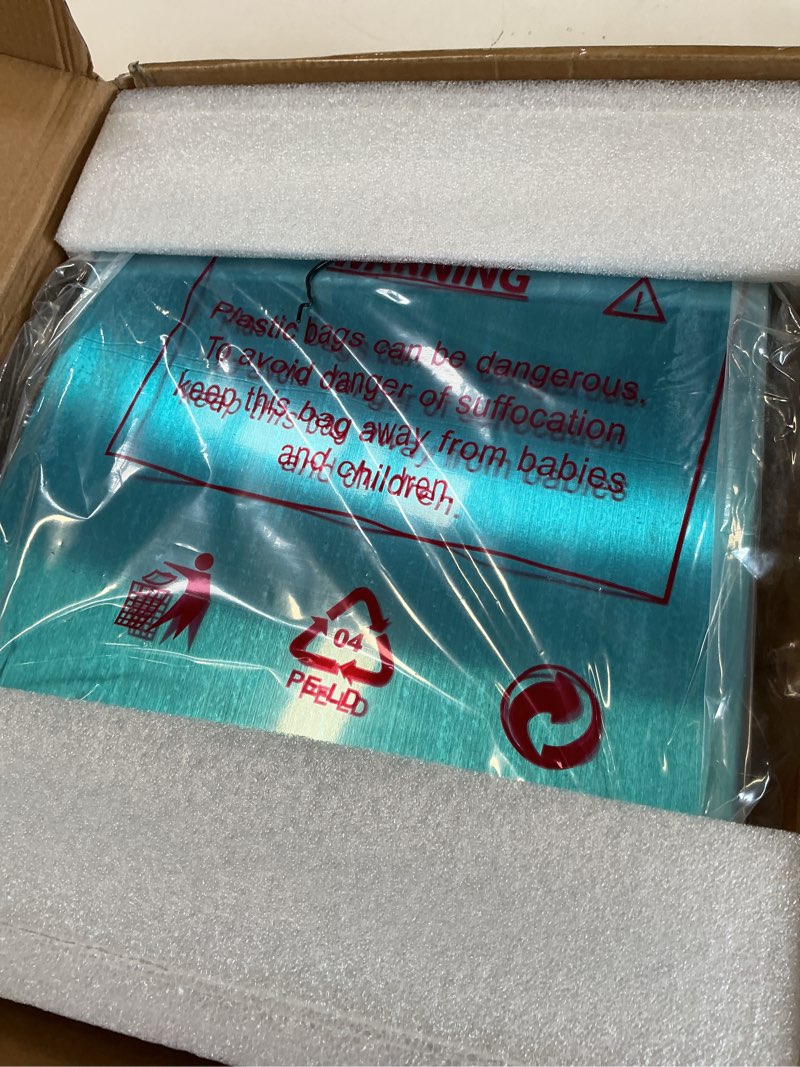 WARNING
Plastic bags can be dangerous.
To avoid danger of suffocation
keep this bag away from babies
and children.
04
PE-LD